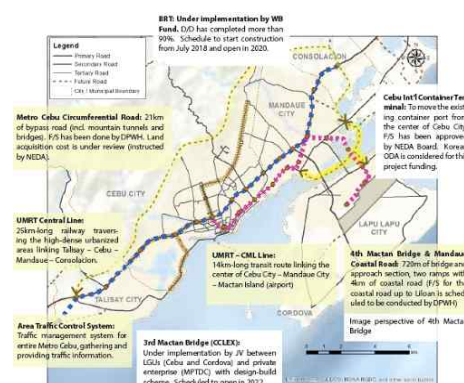 BRT: Under implementation by WB
Fund. D/D has completed more than
90%. Schedule to start construction
from July 2018 and open in 2020.
Legend
Primary Road
Secondary Road
Tertiary Road
Future Road
City / Municipal Boundary
CONSOLACION
MANDAUE
CITY
Cebu Int'l Container Ter
minal: To move the exist
ing container port from
the center of Cebu City
F/S has been approved
by NEDA Board. Korean
ODA is considered for the
project funding.
Metro Cebu Circumferential Road: 21km
of bypass road (incl. mountain tunnels and
bridges). F/S has been done by DPWH. Land
acquisition cost is under review (instructed
by NEDA).
CEBU CITY
UMRT Central Line:
25km-long railway travers-
ing the high-dense urbanized
areas linking Talisay – Cebu –
Mandaue – Consolacion.
LAPU LAPU
CITY
UMRT – CML Line:
14km-long transit route linking the
center of Cebu City – Mandaue City
– Mactan Island (airport)
4th Mactan Bridge & Mandaue
Coastal Road: 720m of bridge and
approach section, two ramps with
4km of coastal road (F/S for the
coastal road up to Liloan is sched
uled to be conducted by DPWH)
TALISAY CITY
CORDOVA
Image perspective of 4th Macta
Bridge
Area Traffic Control System:
Traffic management system for
entire Metro Cebu, gathering and
providing traffic information.
3rd Mactan Bridge (CCLEX):
Under implementation by JV between
LGUs (Cebu and Cordova) and private
enterprise (MPTDC) with design-build
scheme. Scheduled to open in 2022